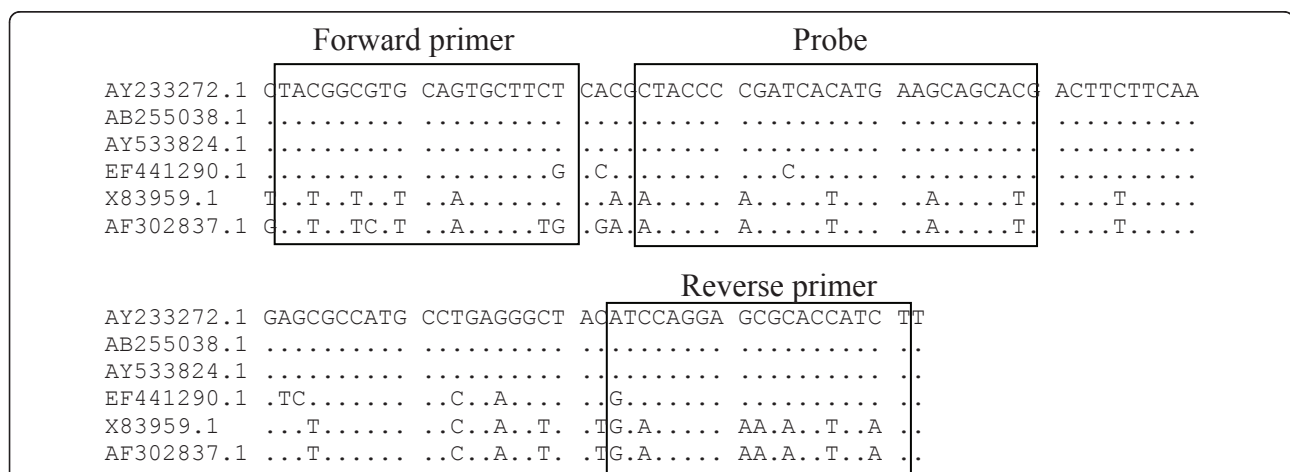 Forward primer Probe
AY233272.1 CTACGGCGTG CAGTGCTTCT CACGCTACCC CGATCACATG AAGCAGCACG ACTTCTTCAA
AB255038.1 .......... .......... .......... .......... .......... ..........
AY533824.1 .......... .......... .......... .......... .......... ..........
EF441290.1 .......... .........G .C........ ...C...... .......... ..........
X83959.1 T..T..T..T ..A....... ..A.A..... A.....T... ..A.....T. ....T.....
AF302837.1 G..T..TC.T ..A.....TG .GA.A..... A.....T... ..A.....T. ....T.....
Reverse primer
AY233272.1 GAGCGCCATG CCTGAGGGCT ACATCCAGGA GCGCACCATC TT
AB255038.1 .......... .......... .......... .......... ..
AY533824.1 .......... .......... .......... .......... ..
EF441290.1 .TC....... ..C..A.... ..G....... .......... ..
X83959.1 ...T...... ..C..A..T. .TG.A..... AA.A..T..A ..
AF302837.1 ...T...... ..C..A..T. .TG.A..... AA.A..T..A ..